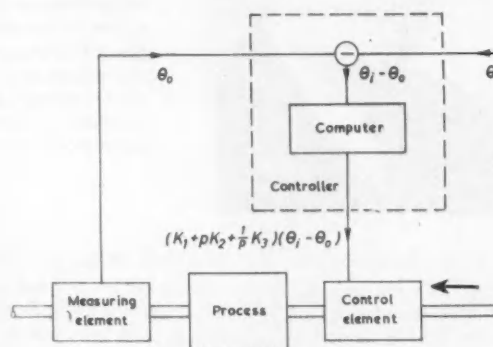 θo
θi − θo
θ
Computer
Controller
(K1 + pK2 + 1/p K3)(θi − θo)
Measuring
element
Process
Control
element